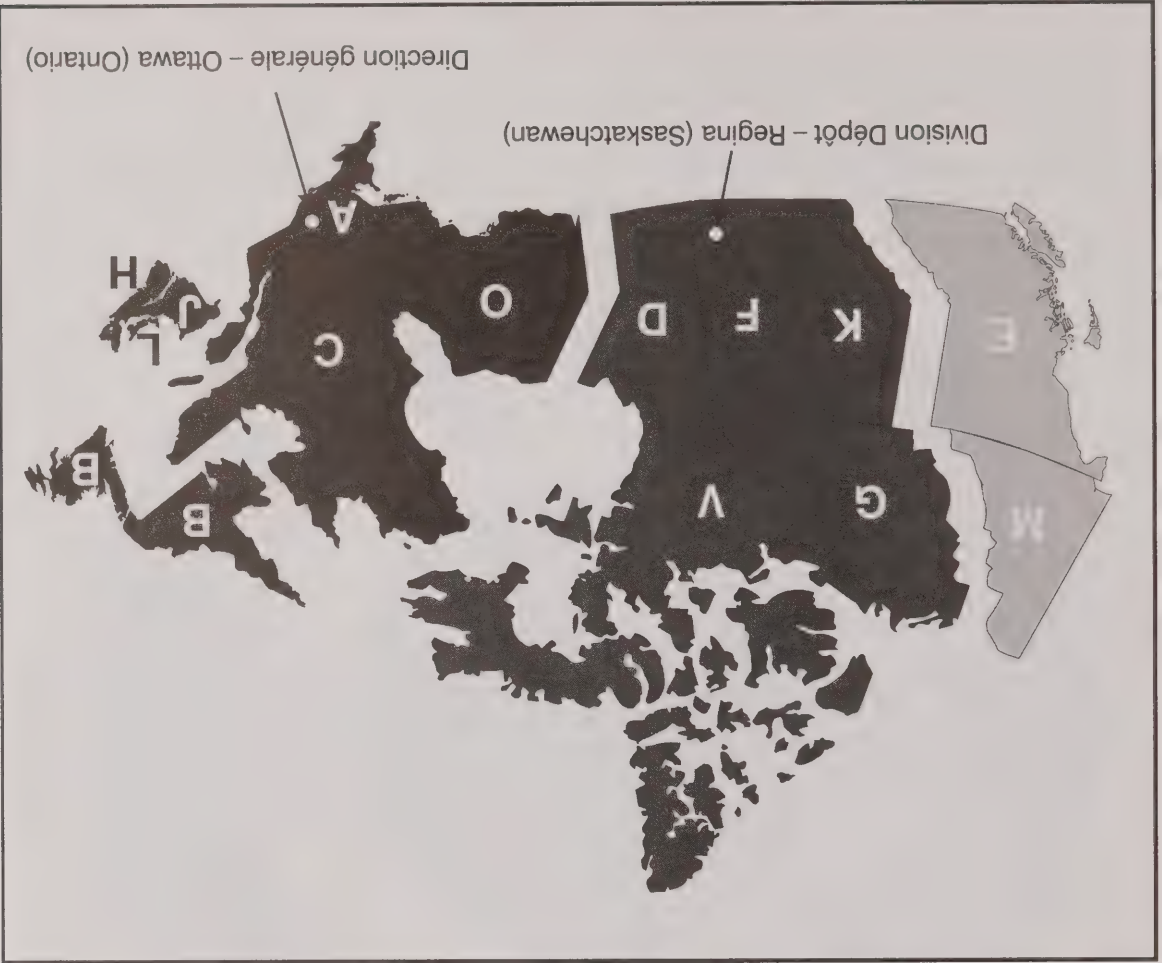 M
G
V
B
B
E
K
F
D
O
C
L
J
H
A
Division Dépôt – Regina (Saskatchewan)
Direction générale – Ottawa (Ontario)